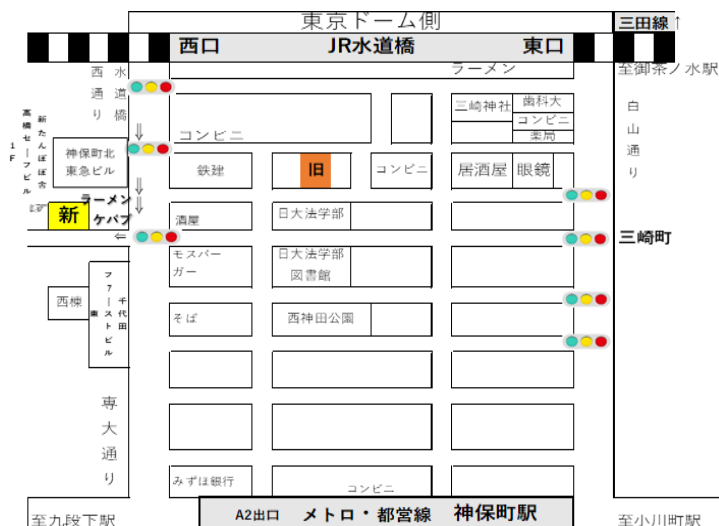 東京ドーム側
三田線↑
西口 JR水道橋 東口
ラーメン
至御茶ノ水駅
水道橋
西通り
三崎神社
歯科大
コンビニ
薬局
白山通り
コンビニ
新たんぽぽ舎
高橋セーフビル
1F
神保町北
東急ビル
鉄建
旧
コンビニ
居酒屋
眼鏡
ラーメン
ケバブ
新
酒屋
日大法学部
三崎町
⇐
モスバー
ガー
日大法学部
図書館
千代田
ファーストビル
東
西棟
そば
西神田公園
専大通り
みずほ銀行
コンビニ
至九段下駅
A2出口 メトロ・都営線 神保町駅
至小川町駅